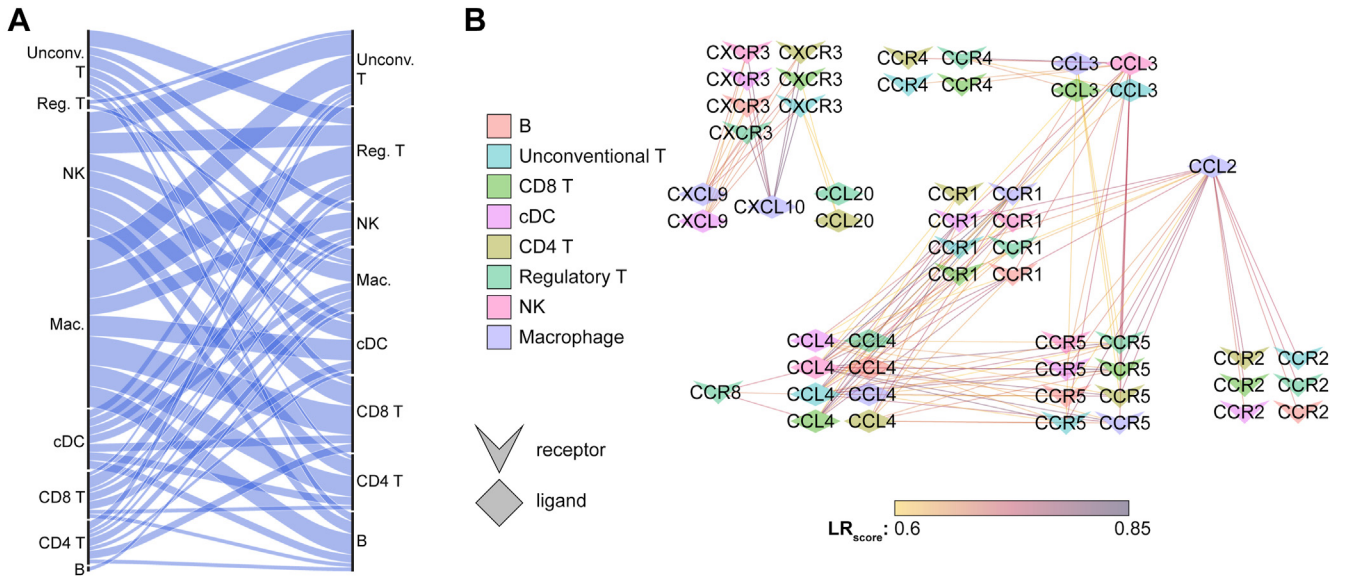 A
Unconv.
T
Reg. T
NK
Mac.
cDC
CD8 T
CD4 T
B
Unconv.
T
Reg. T
NK
Mac.
cDC
CD8 T
CD4 T
B
B
B
Unconventional T
CD8 T
cDC
CD4 T
Regulatory T
NK
Macrophage
receptor
ligand
CXCR3 CXCR3
CXCR3 CXCR3
CXCR3 CXCR3
CXCR3
CXCL9 CXCL10 CCL20
CXCL9 CCL20
CCR4 CCR4 CCL3 CCL3
CCR4 CCR4 CCL3 CCL3
CCL2
CCR1 CCR1
CCR1 CCR1
CCR1 CCR1
CCR1 CCR1
CCR8
CCL4 CCL4
CCL4 CCL4
CCL4 CCL4
CCL4 CCL4
CCR5 CCR5
CCR5 CCR5
CCR5 CCR5
CCR5 CCR5
CCR2 CCR2
CCR2 CCR2
CCR2 CCR2
LRscore: 0.6 0.85